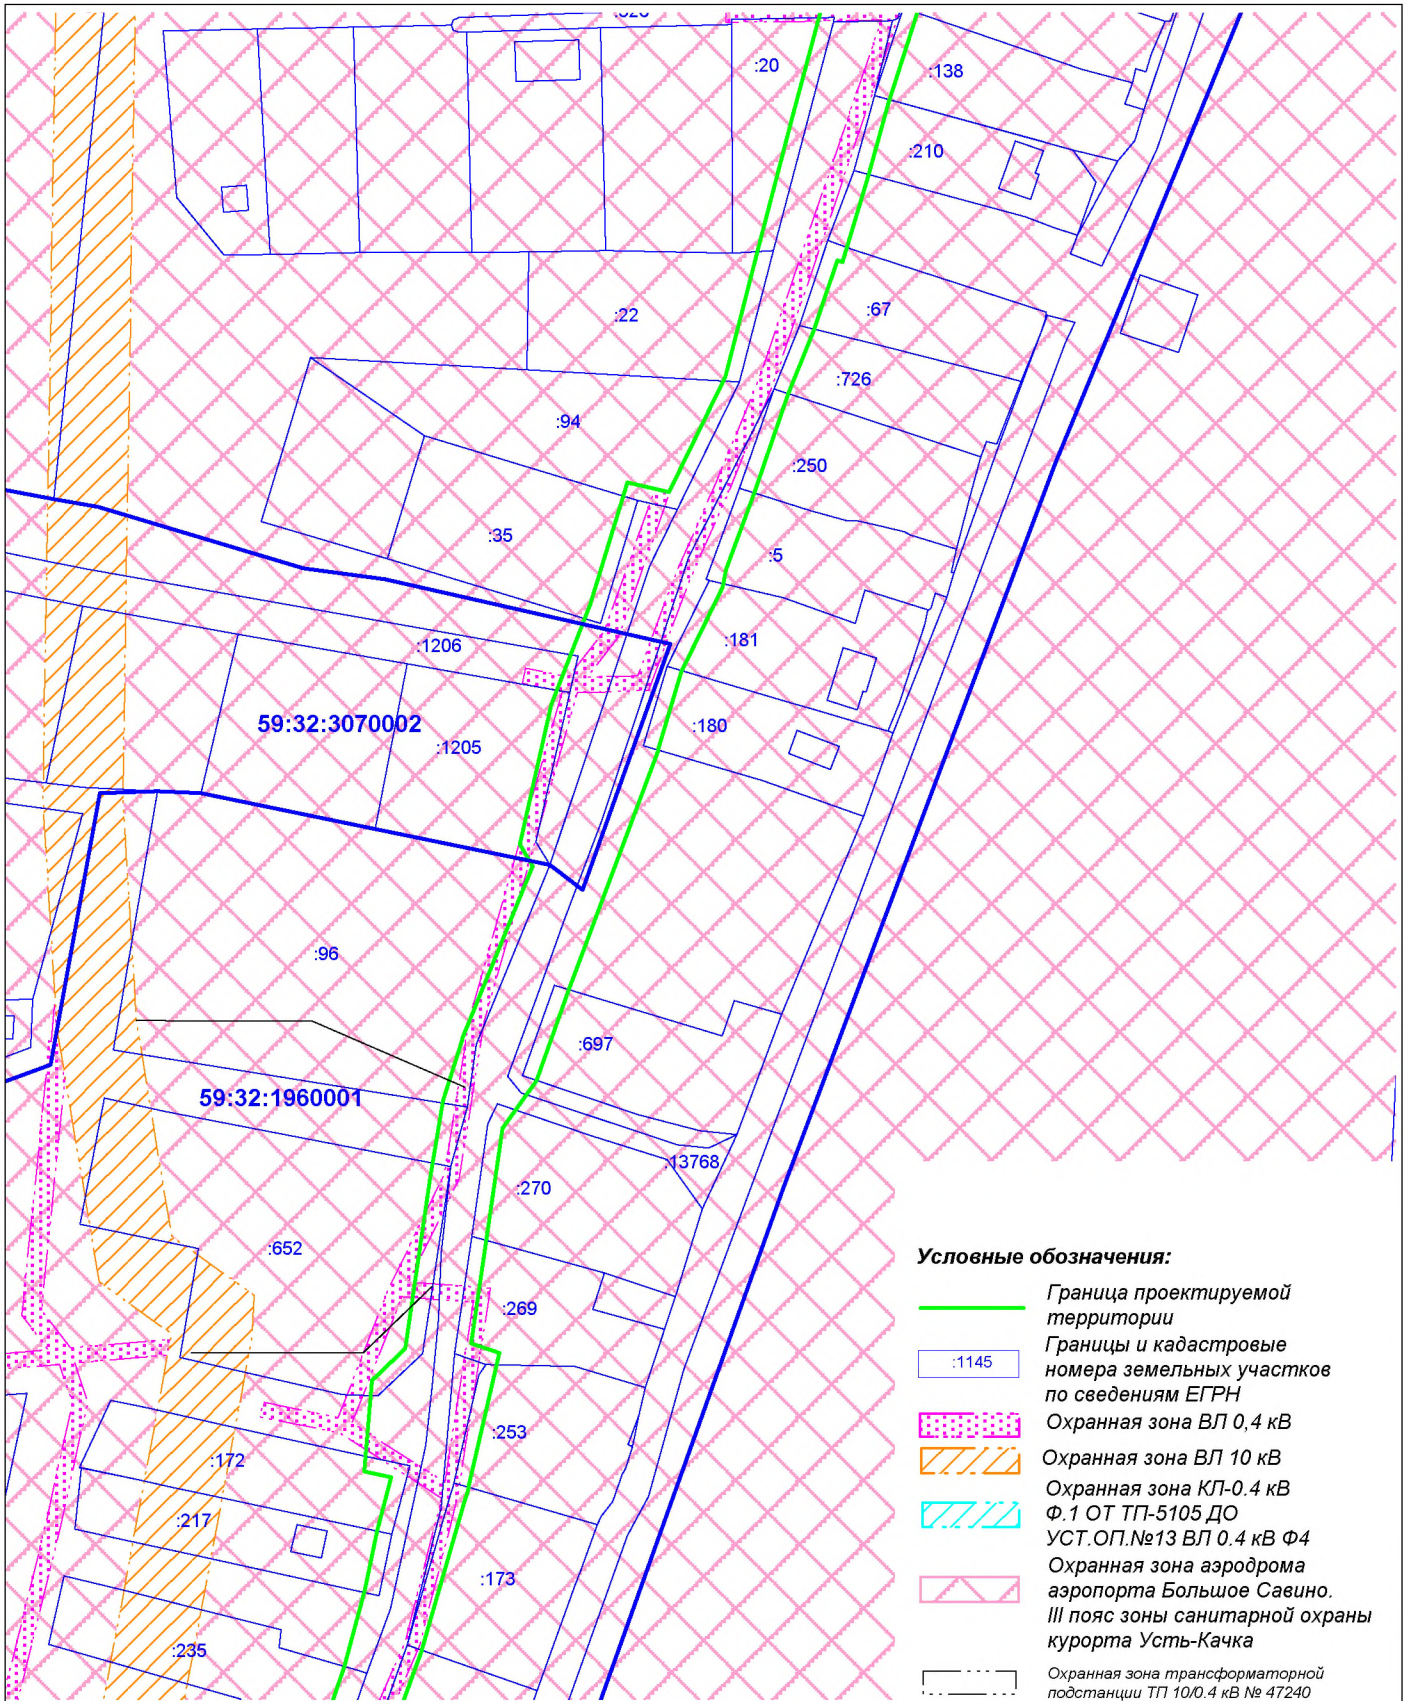 :20
:138
:210
:22
:67
:726
:94
:250
:35
:5
:1206
:181
59:32:3070002
:1205
:180
:96
:697
59:32:1960001
:13768
:270
:652
:269
:253
:172
:217
:173
:235
Условные обозначения:
Граница проектируемой
территории
:1145
Границы и кадастровые
номера земельных участков
по сведениям ЕГРН
Охранная зона ВЛ 0,4 кВ
Охранная зона ВЛ 10 кВ
Охранная зона КЛ-0.4 кВ
Ф.1 ОТ ТП-5105 ДО
УСТ.ОП.№13 ВЛ 0.4 кВ Ф4
Охранная зона аэродрома
аэропорта Большое Савино.
III пояс зоны санитарной охраны
курорта Усть-Качка
Охранная зона трансформаторной
подстанции ТП 10/0.4 кВ № 47240